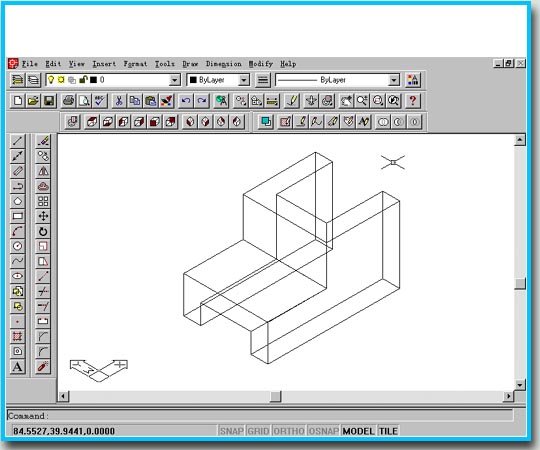 File Edit View Insert Format Tools Draw Dimension Modify Help
0 ByLayer ByLayer
A
Command:
84.5527,39.9441,0.0000 SNAP GRID ORTHO OSNAP MODEL TILE